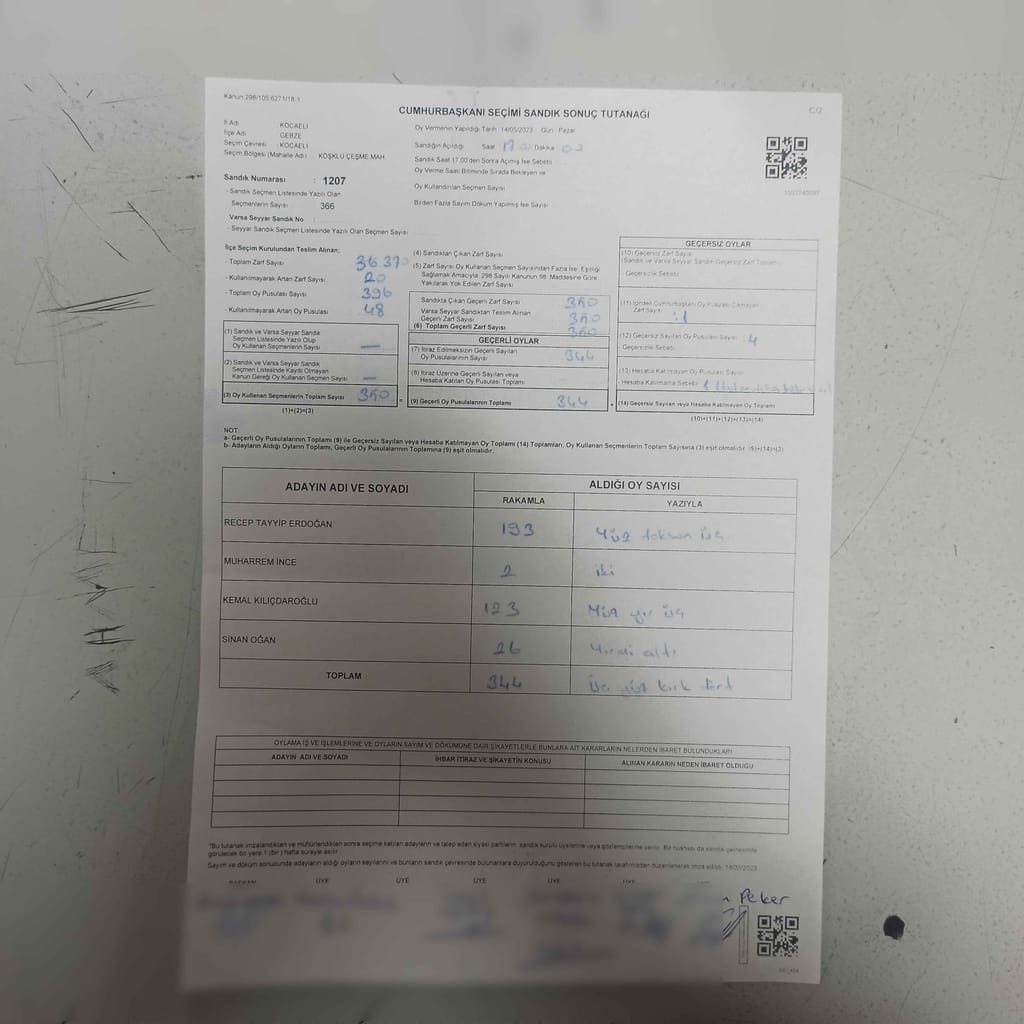 Kanun 298/105 6271/18-1
CUMHURBAŞKANI SEÇİMİ SANDIK SONUÇ TUTANAĞI
C/2
İl Adı : KOCAELİ
İlçe Adı : GEBZE
Seçim Çevresi : KOCAELİ
Seçim Bölgesi (Mahalle Adı) : KÖŞKLÜ ÇEŞME MAH
Sandık Numarası : 1207
- Sandık Seçmen Listesinde Yazılı Olan
Seçmenlerin Sayısı : 366
Varsa Seyyar Sandık No :
- Seyyar Sandık Seçmen Listesinde Yazılı Olan Seçmen Sayısı
Oy Vermenin Yapıldığı Tarih : 14/05/2023 Gün : Pazar
Sandığın Açıldığı Saat Dakika
Sandık Saat 17.00'den Sonra Açılmış İse Sebebi
Oy Verme Saati Bitiminde Sırada Bekleyen ve
Oy Kullandırılan Seçmen Sayısı
Birden Fazla Sayım Döküm Yapılmış İse Sayısı
İlçe Seçim Kurulundan Teslim Alınan;
- Toplam Zarf Sayısı 370
- Kullanılmayarak Artan Zarf Sayısı 20
- Toplam Oy Pusulası Sayısı 396
- Kullanılmayarak Artan Oy Pusulası 48
(1) Sandık ve Varsa Seyyar Sandık
Seçmen Listesinde Yazılı Olup
Oy Kullanan Seçmenlerin Sayısı —
(2) Sandık ve Varsa Seyyar Sandık
Seçmen Listesinde Kayıtlı Olmayan
Kanun Gereği Oy Kullanan Seçmen Sayısı —
(3) Oy Kullanan Seçmenlerin Toplam Sayısı 350 =
(1)+(2)=(3)
(4) Sandıktan Çıkan Zarf Sayısı
(5) Zarf Sayısı Oy Kullanan Seçmen Sayısından Fazla İse, Eşitliği
Sağlamak Amacıyla, 298 Sayılı Kanunun 98. Maddesine Göre
Yakılarak Yok Edilen Zarf Sayısı
Sandıkta Çıkan Geçerli Zarf Sayısı 350
Varsa Seyyar Sandıktan Teslim Alınan
Geçerli Zarf Sayısı 350
(6) Toplam Geçerli Zarf Sayısı 350
GEÇERLİ OYLAR
(7) İtiraz Edilmeksizin Geçerli Sayılan
Oy Pusulalarının Sayısı 344
(8) İtiraz Üzerine Geçerli Sayılan veya
Hesaba Katılan Oy Pusulası Toplamı
(9) Geçerli Oy Pusulalarının Toplamı 344 +
GEÇERSİZ OYLAR
(10) Geçersiz Zarf Sayısı
(Sandık ve Varsa Seyyar Sandık Geçersiz Zarf Toplamı)
- Geçersizlik Sebebi
(11) İçinden Cumhurbaşkanı Oy Pusulası Çıkmayan
Zarf Sayısı : 1
(12) Geçersiz Sayılan Oy Pusulası Sayısı : 4
- Geçersizlik Sebebi
(13) Hesaba Katılmayan Oy Pusulası Sayısı
- Hesaba Katılmama Sebebi 1
(14) Geçersiz Sayılan veya Hesaba Katılmayan Oy Toplamı
(10)+(11)+(12)+(13)=(14)
NOT:
a- Geçerli Oy Pusulalarının Toplamı (9) ile Geçersiz Sayılan veya Hesaba Katılmayan Oy Toplamı (14) Toplamları, Oy Kullanan Seçmenlerin Toplam Sayısına (3) eşit olmalıdır. (9)+(14)=(3)
b- Adayların Aldığı Oyların Toplamı, Geçerli Oy Pusulalarının Toplamına (9) eşit olmalıdır.
ADAYIN ADI VE SOYADI ALDIĞI OY SAYISI
RAKAMLA YAZIYLA
RECEP TAYYİP ERDOĞAN 193 Yüz doksan üç
MUHARREM İNCE 2 iki
KEMAL KILIÇDAROĞLU 123 Yüz yir üç
SİNAN OĞAN 26 Yirmi altı
TOPLAM 344 Üç yüz kırk dört
OYLAMA İŞ VE İŞLEMLERİNE VE OYLARIN SAYIM VE DÖKÜMÜNE DAİR ŞİKAYETLERLE BUNLARA AİT KARARLARIN NELERDEN İBARET BULUNDUKLARI
ADAYIN ADI VE SOYADI İHBAR İTİRAZ VE ŞİKAYETİN KONUSU ALINAN KARARIN NEDEN İBARET OLDUĞU
*Bu tutanak imzalandıktan ve mühürlendikten sonra seçime katılan adayların ve talep eden siyasi partilerin sandık kurulu üyelerine veya gözlemcilerine verilir. Bir nüshası da sandık çevresinde
görülecek bir yere 1 (bir) hafta süreyle asılır.
Sayım ve döküm sonucunda adayların aldığı oyların sayılarını ve bunların sandık çevresinde bulunanlara duyurulduğunu gösteren bu tutanak tarafımızdan düzenlenerek imza edildi. 14/05/2023
BAŞKAN ÜYE ÜYE ÜYE ÜYE ÜYE
Peker
AHMET